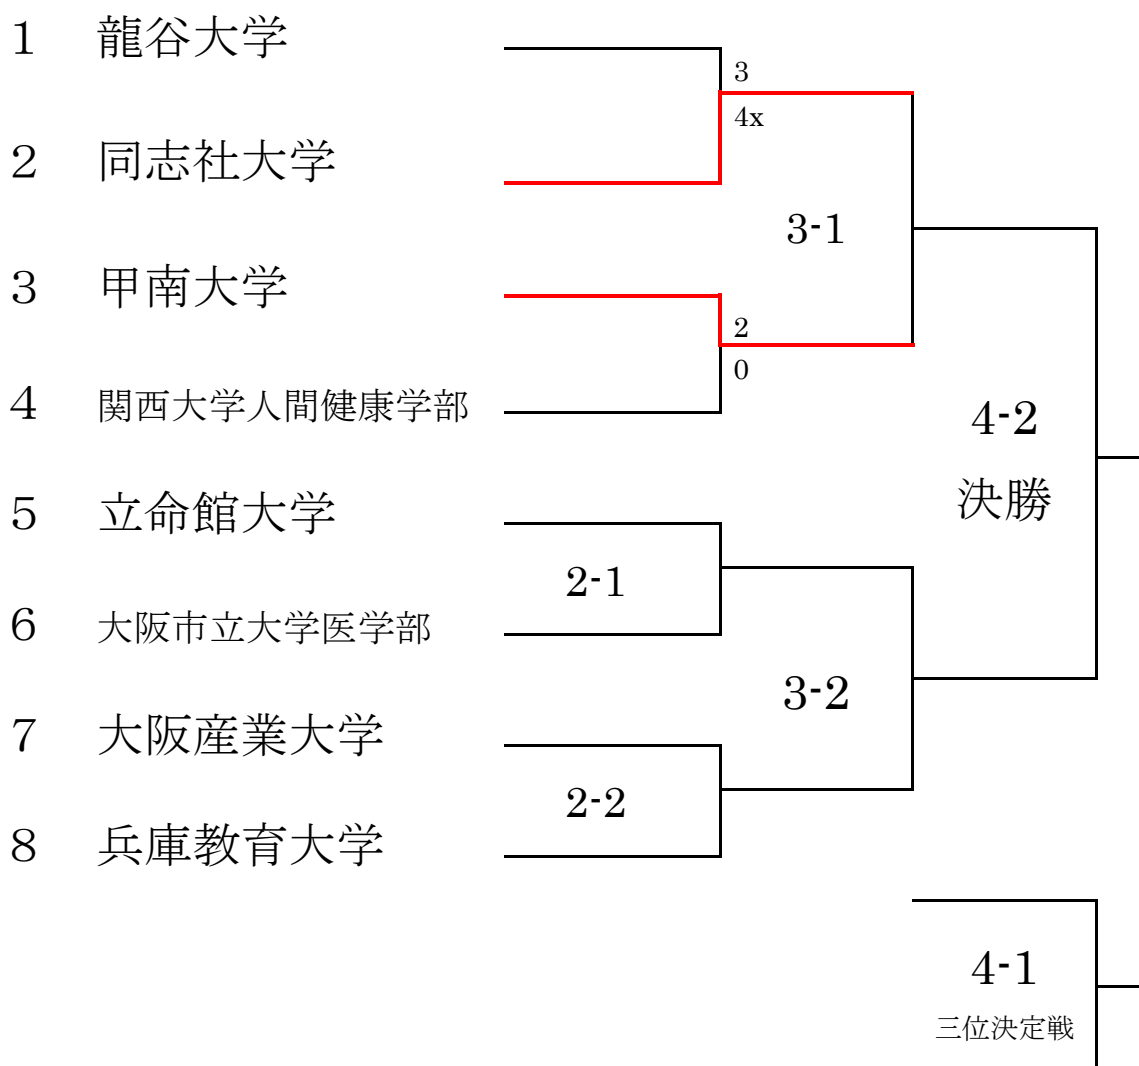 1 龍谷大学
3
4x
2 同志社大学
3-1
3 甲南大学
2
0
4 関西大学人間健康学部
4-2
決勝
5 立命館大学
2-1
6 大阪市立大学医学部
3-2
7 大阪産業大学
2-2
8 兵庫教育大学
4-1
三位決定戦